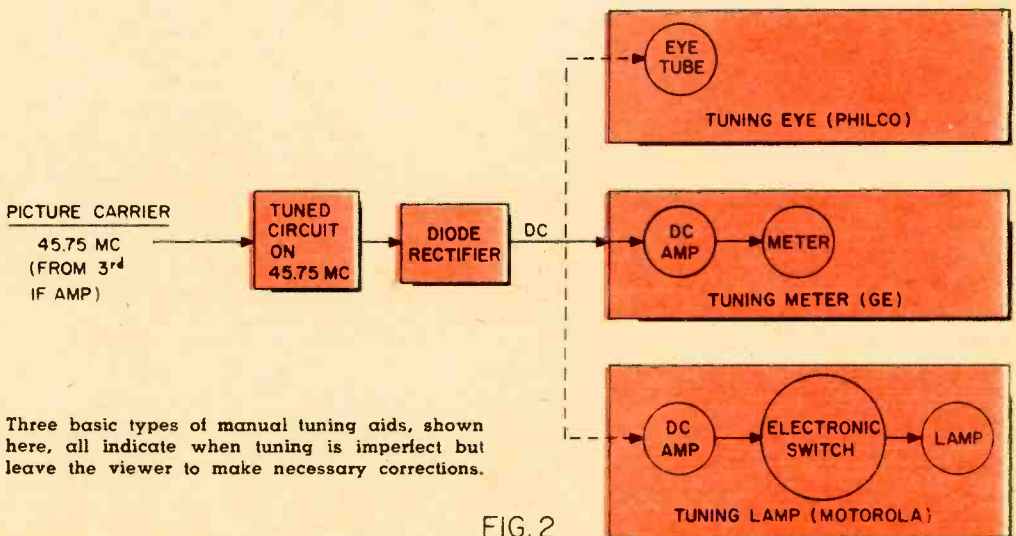 EYE
TUBE
TUNING EYE (PHILCO)
PICTURE CARRIER
45.75 MC
(FROM 3rd
IF AMP)
TUNED
CIRCUIT
ON
45.75 MC
DIODE
RECTIFIER
DC
DC
AMP
METER
TUNING METER (GE)
Three basic types of manual tuning aids, shown
here, all indicate when tuning is imperfect but
leave the viewer to make necessary corrections.
DC
AMP
ELECTRONIC
SWITCH
LAMP
TUNING LAMP (MOTOROLA)
FIG. 2